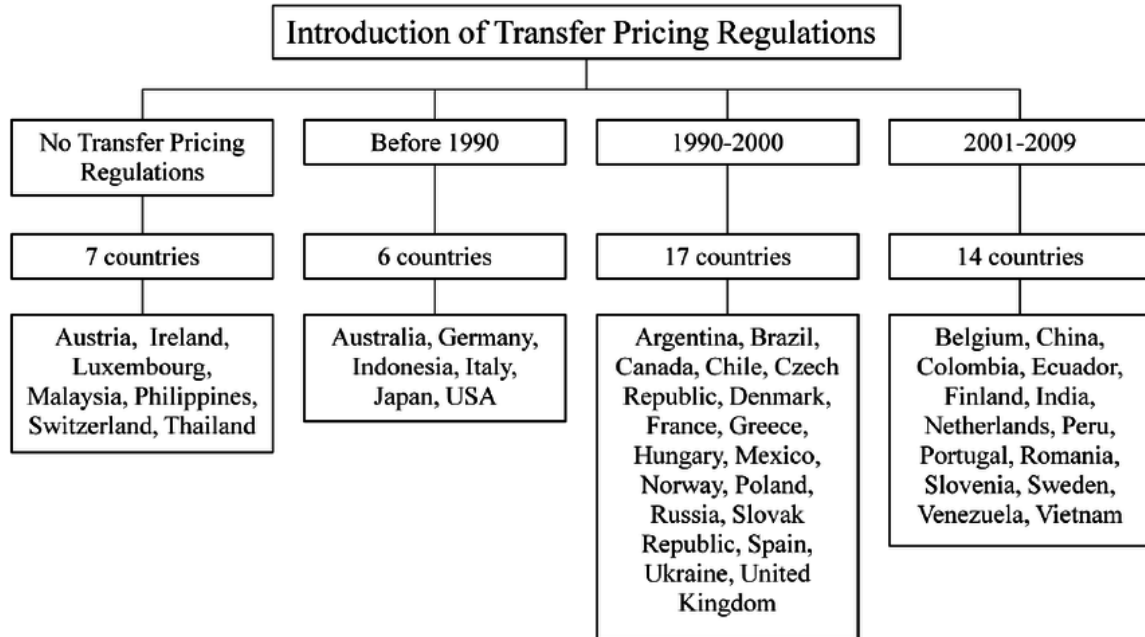 Introduction of Transfer Pricing Regulations
No Transfer Pricing
Regulations
Before 1990
1990-2000
2001-2009
7 countries
6 countries
17 countries
14 countries
Austria, Ireland,
Luxembourg,
Malaysia, Philippines,
Switzerland, Thailand
Australia, Germany,
Indonesia, Italy,
Japan, USA
Argentina, Brazil,
Canada, Chile, Czech
Republic, Denmark,
France, Greece,
Hungary, Mexico,
Norway, Poland,
Russia, Slovak
Republic, Spain,
Ukraine, United
Kingdom
Belgium, China,
Colombia, Ecuador,
Finland, India,
Netherlands, Peru,
Portugal, Romania,
Slovenia, Sweden,
Venezuela, Vietnam